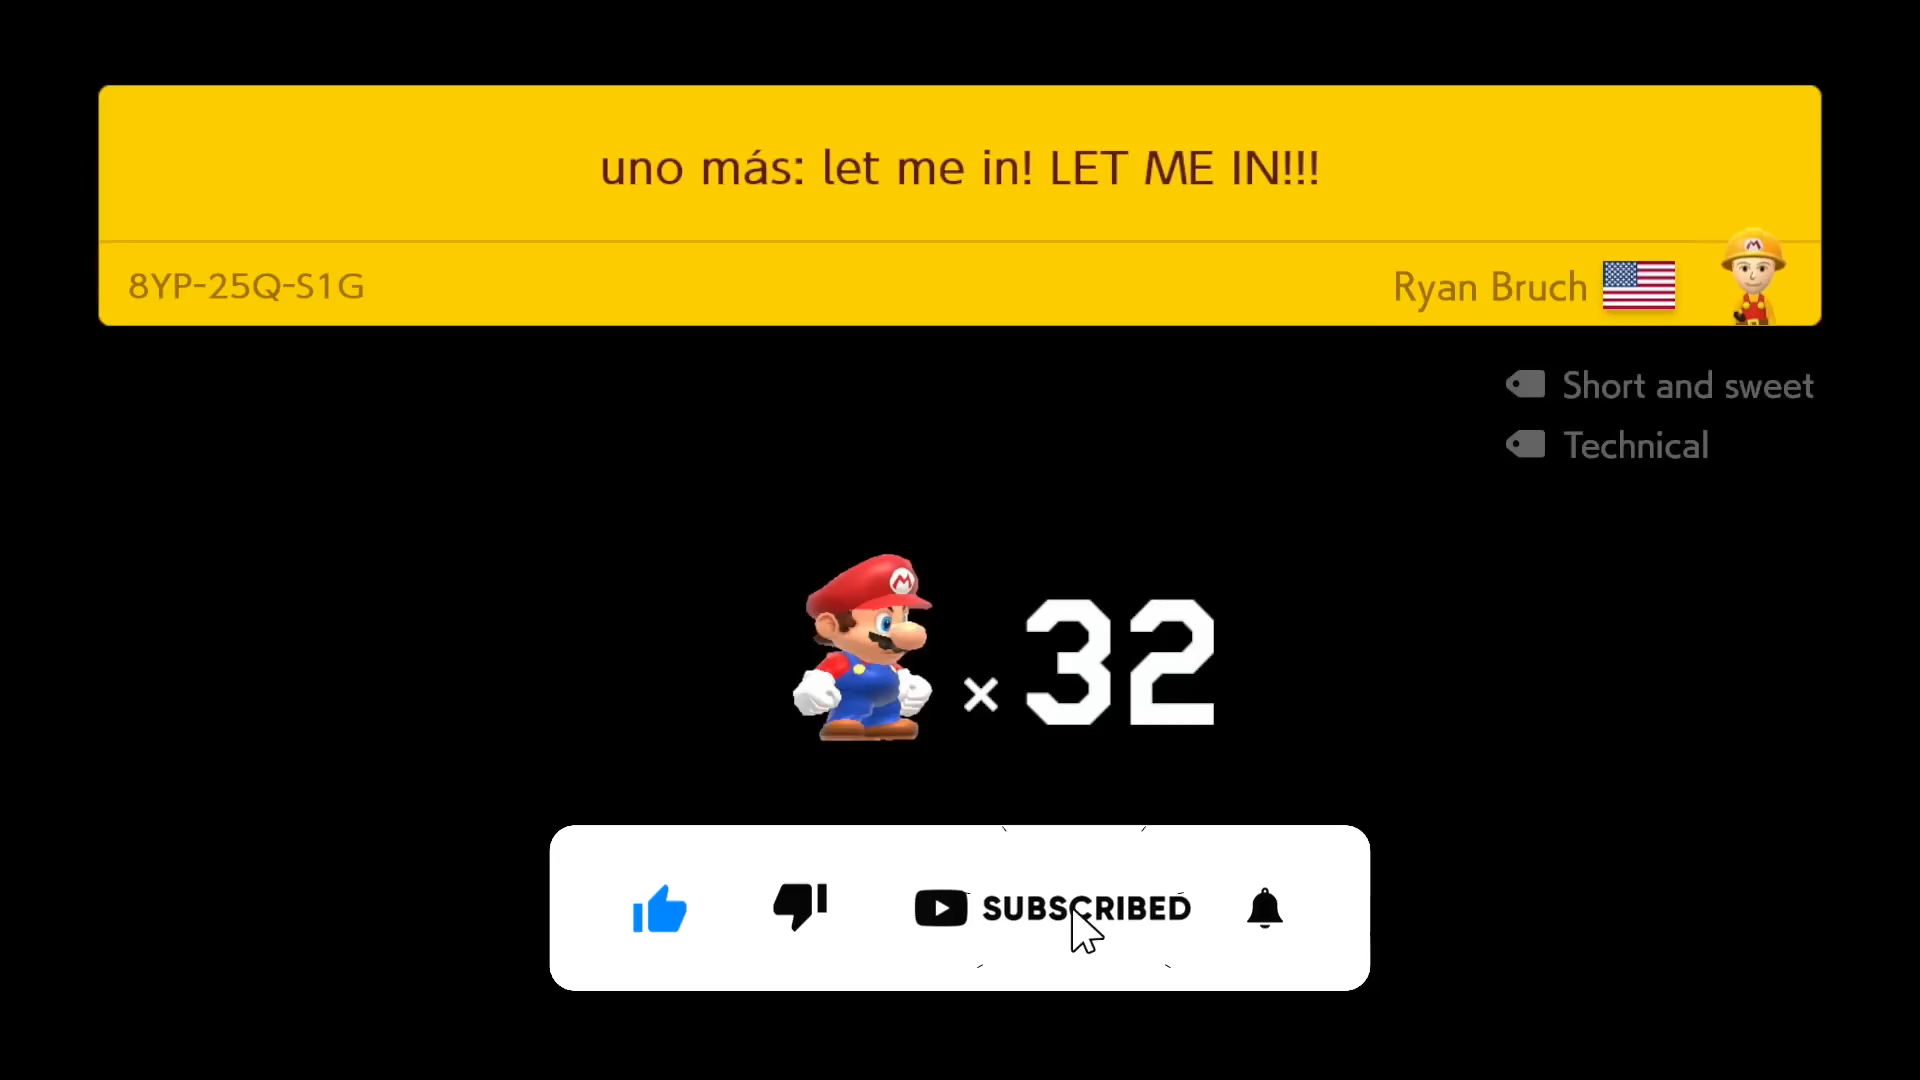 uno más: let me in! LET ME IN!!!
8YP-25Q-S1G
Ryan Bruch
Short and sweet
Technical
× 32
SUBSCRIBED